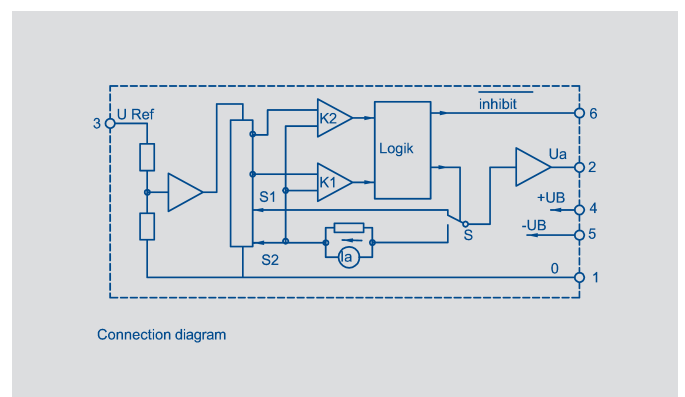 inhibit
3
U Ref
6
K2
Logik
Ua
2
K1
S1
+UB
4
-UB
S
5
S2
Ia
0
1
Connection diagram